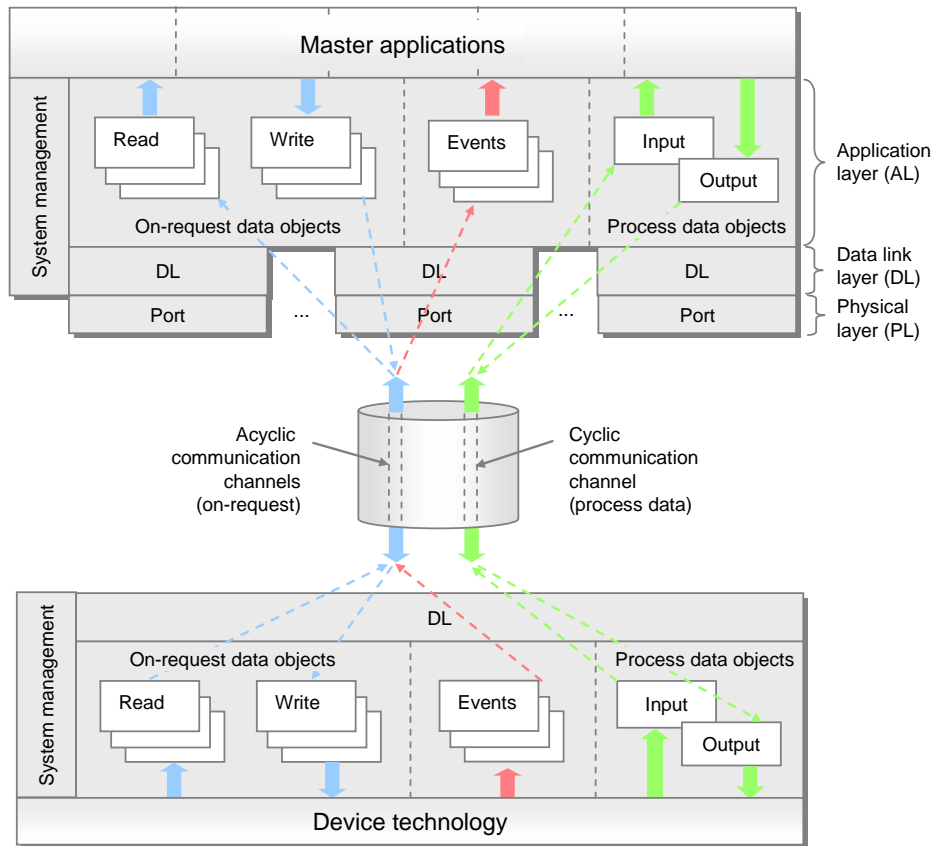 Master applications
System management
Read
Write
Events
Input
Output
On-request data objects
Process data objects
Application
layer (AL)
DL
DL
DL
Data link
layer (DL)
Port
...
Port
...
Port
Physical
layer (PL)
Acyclic
communication
channels
(on-request)
Cyclic
communication
channel
(process data)
System management
DL
On-request data objects
Process data objects
Read
Write
Events
Input
Output
Device technology